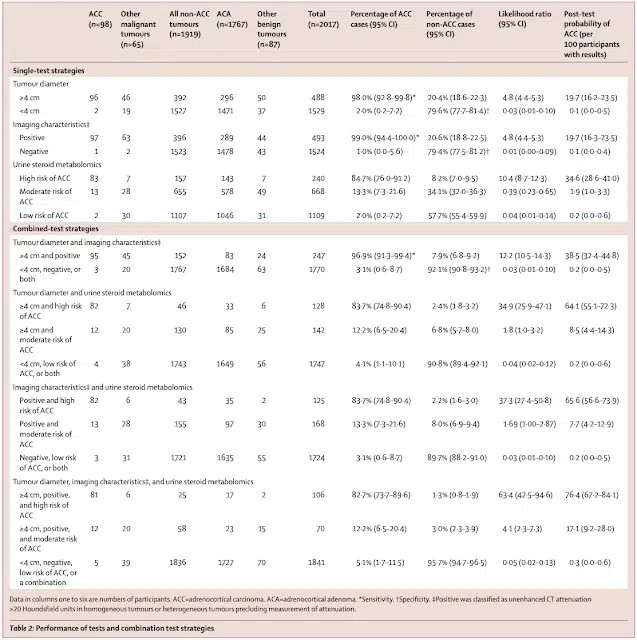 ACC (n=98) Other malignant tumours (n=65) All non-ACC tumours (n=1919) ACA (n=1767) Other benign tumours (n=87) Total (n=2017) Percentage of ACC cases (95% CI) Percentage of non-ACC cases (95% CI) Likelihood ratio (95% CI) Post-test probability of ACC (per 100 participants with results)
Single-test strategies
Tumour diameter
≥4 cm 96 46 392 296 50 488 98·0% (92·8–99·8)* 20·4% (18·6–22·3) 4·8 (4·4–5·3) 19·7 (16·2–23·5)
<4 cm 2 19 1527 1471 37 1529 2·0% (0·2–7·2) 79·6% (77·7–81·4)† 0·03 (0·01–0·10) 0·1 (0·0–0·5)
Imaging characteristics‡
Positive 97 63 396 289 44 493 99·0% (94·4–100·0)* 20·6% (18·8–22·5) 4·8 (4·4–5·3) 19·7 (16·3–23·5)
Negative 1 2 1523 1478 43 1524 1·0% (0·0–5·6) 79·4% (77·5–81·2)† 0·01 (0·00–0·09) 0·1 (0·0–0·4)
Urine steroid metabolomics
High risk of ACC 83 7 157 143 7 240 84·7% (76·0–91·2) 8·2% (7·0–9·5) 10·4 (8·7–12·3) 34·6 (28·6–41·0)
Moderate risk of ACC 13 28 655 578 49 668 13·3% (7·3–21·6) 34·1% (32·0–36·3) 0·39 (0·23–0·65) 1·9 (1·0–3·3)
Low risk of ACC 2 30 1107 1046 31 1109 2·0% (0·2–7·2) 57·7% (55·4–59·9) 0·04 (0·01–0·14) 0·2 (0·0–0·6)
Combined-test strategies
Tumour diameter and imaging characteristics‡
≥4 cm and positive 95 45 152 83 24 247 96·9% (91·3–99·4)* 7·9% (6·8–9·2) 12·2 (10·5–14·3) 38·5 (32·4–44·8)
<4 cm, negative, or both 3 20 1767 1684 63 1770 3·1% (0·6–8·7) 92·1% (90·8–93·2)† 0·03 (0·01–0·10) 0·2 (0·0–0·5)
Tumour diameter and urine steroid metabolomics
≥4 cm and high risk of ACC 82 7 46 33 6 128 83·7% (74·8–90·4) 2·4% (1·8–3·2) 34·9 (25·9–47·1) 64·1 (55·1–72·3)
≥4 cm and moderate risk of ACC 12 20 130 85 25 142 12·2% (6·5–20·4) 6·8% (5·7–8·0) 1·8 (1·0–3·2) 8·5 (4·4–14·3)
<4 cm, low risk of ACC, or both 4 38 1743 1649 56 1747 4·1% (1·1–10·1) 90·8% (89·4–92·1) 0·04 (0·02–0·12) 0·2 (0·0–0·6)
Imaging characteristics‡ and urine steroid metabolomics
Positive and high risk of ACC 82 6 43 35 2 125 83·7% (74·8–90·4) 2·2% (1·6–3·0) 37·3 (27·4–50·8) 65·6 (56·6–73·9)
Positive and moderate risk of ACC 13 28 155 97 30 168 13·3% (7·3–21·6) 8·0% (6·9–9·4) 1·69 (1·00–2·87) 7·7 (4·2–12·9)
Negative, low risk of ACC, or both 3 31 1721 1635 55 1724 3·1% (0·6–8·7) 89·7% (88·2–91·0) 0·03 (0·01–0·10) 0·2 (0·0–0·5)
Tumour diameter, imaging characteristics‡, and urine steroid metabolomics
≥4 cm, positive, and high risk of ACC 81 6 25 17 2 106 82·7% (73·7–89·6) 1·3% (0·8–1·9) 63·4 (42·5–94·6) 76·4 (67·2–84·1)
≥4 cm, positive, and moderate risk of ACC 12 20 58 23 15 70 12·2% (6·5–20·4) 3·0% (2·3–3·9) 4·1 (2·3–7·3) 17·1 (9·2–28·0)
<4 cm, negative, low risk of ACC, or a combination 5 39 1836 1727 70 1841 5·1% (1·7–11·5) 95·7% (94·7–96·5) 0·05 (0·02–0·13) 0·3 (0·0–0·6)
Data in columns one to six are numbers of participants. ACC=adrenocortical carcinoma. ACA=adrenocortical adenoma. *Sensitivity. †Specificity. ‡Positive was classified as unenhanced CT attenuation
>20 Houndsfield units in homogeneous tumours or heterogeneous tumours precluding measurement of attenuation.
Table 2: Performance of tests and combination test strategies